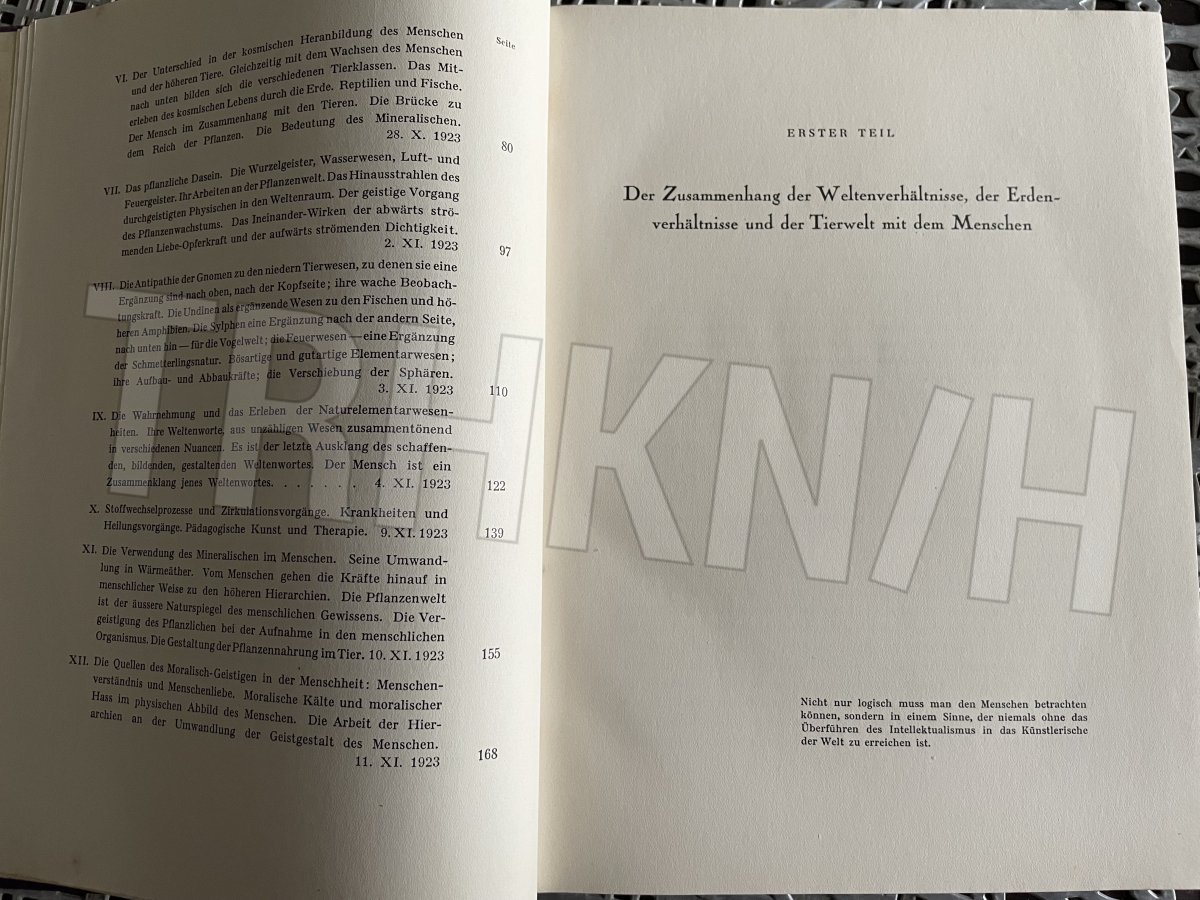 Seite
VI. Der Unterschied in der kosmischen Heranbildung des Menschen
und der höheren Tiere. Gleichzeitig mit dem Wachsen des Menschen
nach unten bilden sich die verschiedenen Tierklassen. Das Mit-
erleben des kosmischen Lebens durch die Erde. Reptilien und Fische.
Der Mensch im Zusammenhang mit den Tieren. Die Brücke zu
dem Reich der Pflanzen. Die Bedeutung des Mineralischen.
28. X. 1923 80
VII. Das pflanzliche Dasein. Die Wurzelgeister, Wasserwesen, Luft- und
Feuergeister. Ihr Arbeiten an der Pflanzenwelt. Das Hinausstrahlen des
durchgeistigten Physischen in den Weltenraum. Der geistige Vorgang
des Pflanzenwachstums. Das Ineinander-Wirken der abwärts strö-
menden Liebe-Opferkraft und der aufwärts strömenden Dichtigkeit.
2. XI. 1923 97
VIII. Die Antipathie der Gnomen zu den niedern Tierwesen, zu denen sie eine
Ergänzung sind nach oben, nach der Kopfseite; ihre wache Beobach-
tungskraft. Die Undinen als ergänzende Wesen zu den Fischen und hö-
heren Amphibien. Die Sylphen eine Ergänzung nach der andern Seite,
nach unten hin — für die Vogelwelt; die Feuerwesen — eine Ergänzung
der Schmetterlingsnatur. Bösartige und gutartige Elementarwesen;
ihre Aufbau- und Abbaukräfte; die Verschiebung der Sphären.
3. XI. 1923 110
IX. Die Wahrnehmung und das Erleben der Naturelementarwesen-
heiten. Ihre Weltenworte, aus unzähligen Wesen zusammentönend
in verschiedenen Nuancen. Es ist der letzte Ausklang des schaffen-
den, bildenden, gestaltenden Weltenwortes. Der Mensch ist ein
Zusammenklang jenes Weltenwortes. . . . . . . 4. XI. 1923 122
X. Stoffwechselprozesse und Zirkulationsvorgänge. Krankheiten und
Heilungsvorgänge. Pädagogische Kunst und Therapie. 9. XI. 1923 139
XI. Die Verwendung des Mineralischen im Menschen. Seine Umwand-
lung in Wärmeäther. Vom Menschen gehen die Kräfte hinauf in
menschlicher Weise zu den höheren Hierarchien. Die Pflanzenwelt
ist der äussere Naturspiegel des menschlichen Gewissens. Die Ver-
geistigung des Pflanzlichen bei der Aufnahme in den menschlichen
Organismus. Die Gestaltung der Pflanzennahrung im Tier. 10. XI. 1923 155
XII. Die Quellen des Moralisch-Geistigen in der Menschheit: Menschen-
verständnis und Menschenliebe. Moralische Kälte und moralischer
Hass im physischen Abbild des Menschen. Die Arbeit der Hier-
archien an der Umwandlung der Geistgestalt des Menschen.
11. XI. 1923 168
ERSTER TEIL
Der Zusammenhang der Weltenverhältnisse, der Erden-
verhältnisse und der Tierwelt mit dem Menschen
Nicht nur logisch muss man den Menschen betrachten
können, sondern in einem Sinne, der niemals ohne das
Überführen des Intellektualismus in das Künstlerische
der Welt zu erreichen ist.
TRHKN/H